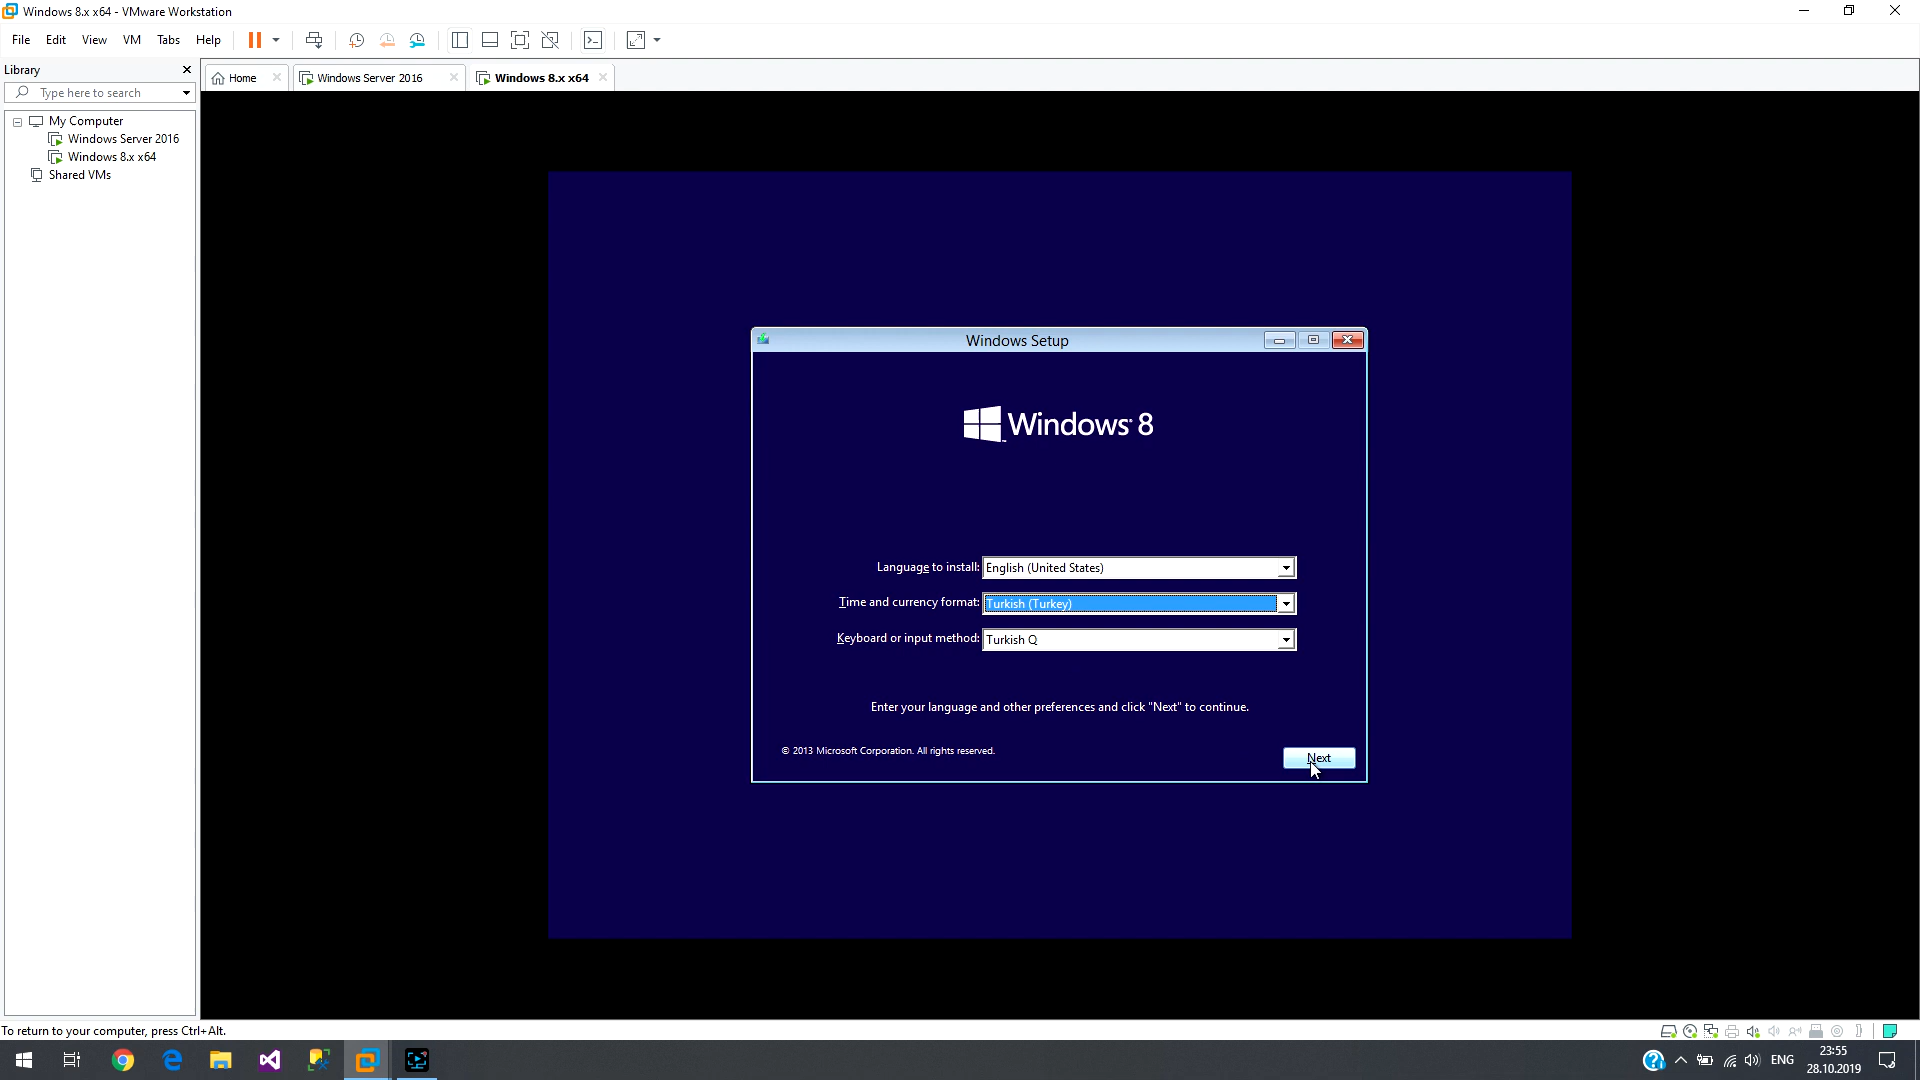 Windows 8.x x64 - VMware Workstation
File Edit View VM Tabs Help
Library
Home Windows Server 2016 Windows 8.x x64
Type here to search
My Computer
Windows Server 2016
Windows 8.x x64
Shared VMs
Windows Setup
Windows 8
Language to install: English (United States)
Time and currency format: Turkish (Turkey)
Keyboard or input method: Turkish Q
Enter your language and other preferences and click "Next" to continue.
© 2013 Microsoft Corporation. All rights reserved.
Next
To return to your computer, press Ctrl+Alt.
ENG
23:55
28.10.2019